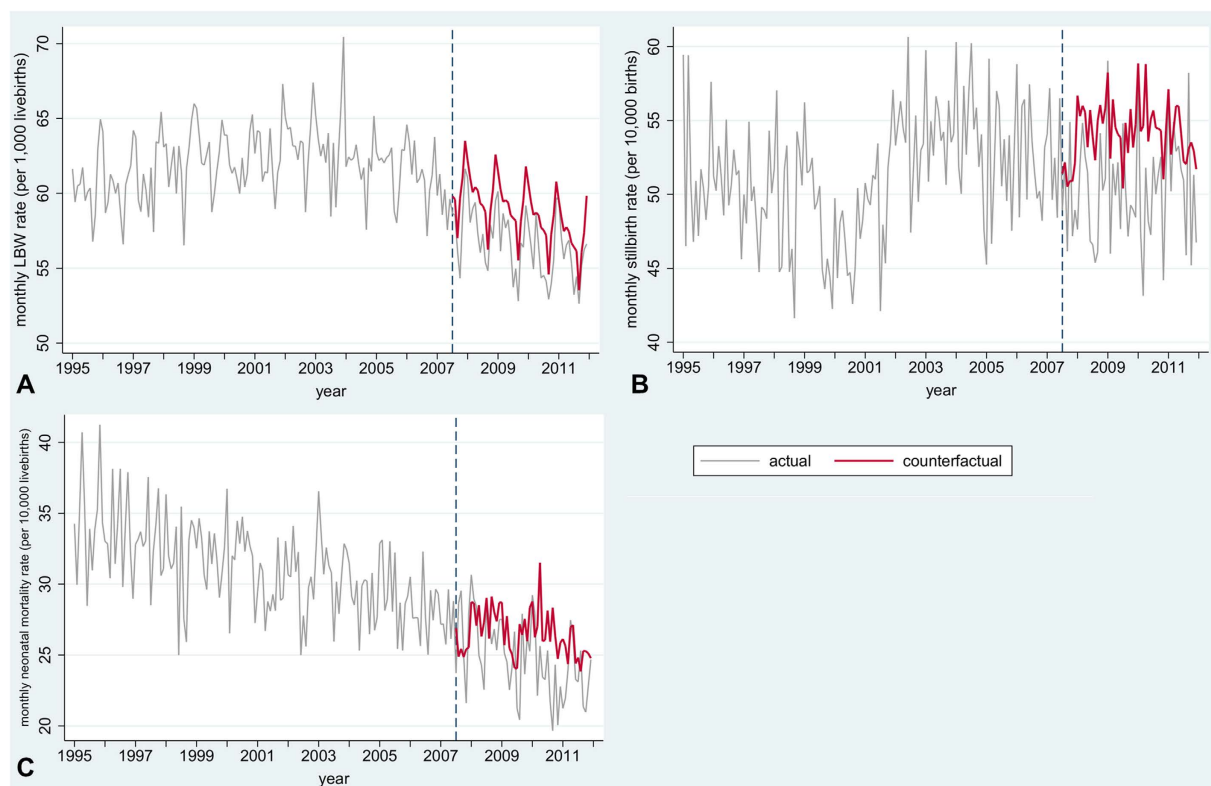 monthly LBW rate (per 1,000 livebirths)
70
65
60
55
50
1995 1997 1999 2001 2003 2005 2007 2009 2011
year
A
monthly stillbirth rate (per 10,000 births)
60
55
50
45
40
1995 1997 1999 2001 2003 2005 2007 2009 2011
year
B
monthly neonatal mortality rate (per 10,000 livebirths)
40
35
30
25
20
1995 1997 1999 2001 2003 2005 2007 2009 2011
year
C
actual counterfactual